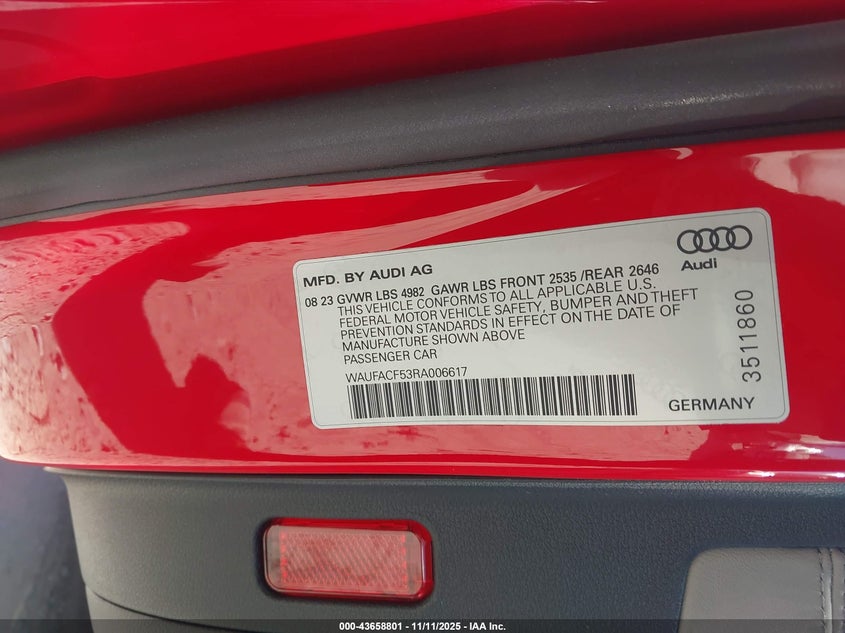 MFD. BY AUDI AG
Audi
08 23 GVWR LBS 4982 GAWR LBS FRONT 2535 /REAR 2646
THIS VEHICLE CONFORMS TO ALL APPLICABLE U.S.
FEDERAL MOTOR VEHICLE SAFETY, BUMPER AND THEFT
PREVENTION STANDARDS IN EFFECT ON THE DATE OF
MANUFACTURE SHOWN ABOVE
PASSENGER CAR
WAUFACF53RA006617
3511860
GERMANY
000-43658801 - 11/11/2025 - IAA Inc.